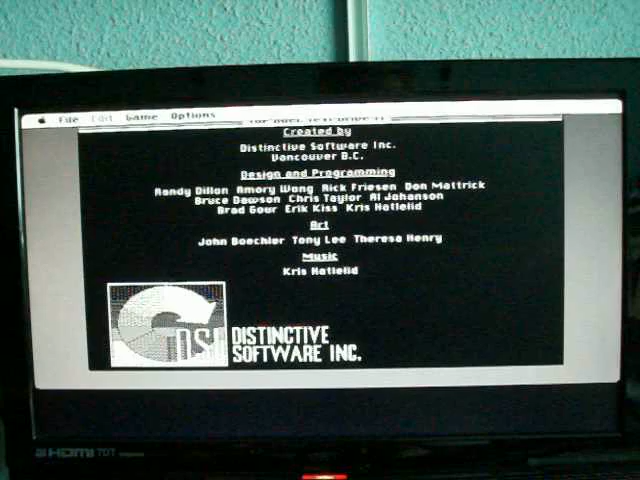 File Edit Game Options
Created by
Distinctive Software Inc.
Vancouver B.C.
Design and Programming
Randy Dillon Amory Wong Rick Friesen Don Mattrick
Bruce Dawson Chris Taylor Al Johanson
Brad Gour Erik Kiss Kris Hatlelid
Art
John Boechler Tony Lee Theresa Henry
Music
Kris Hatlelid
DSI
DISTINCTIVE
SOFTWARE INC.
HDMI TDT